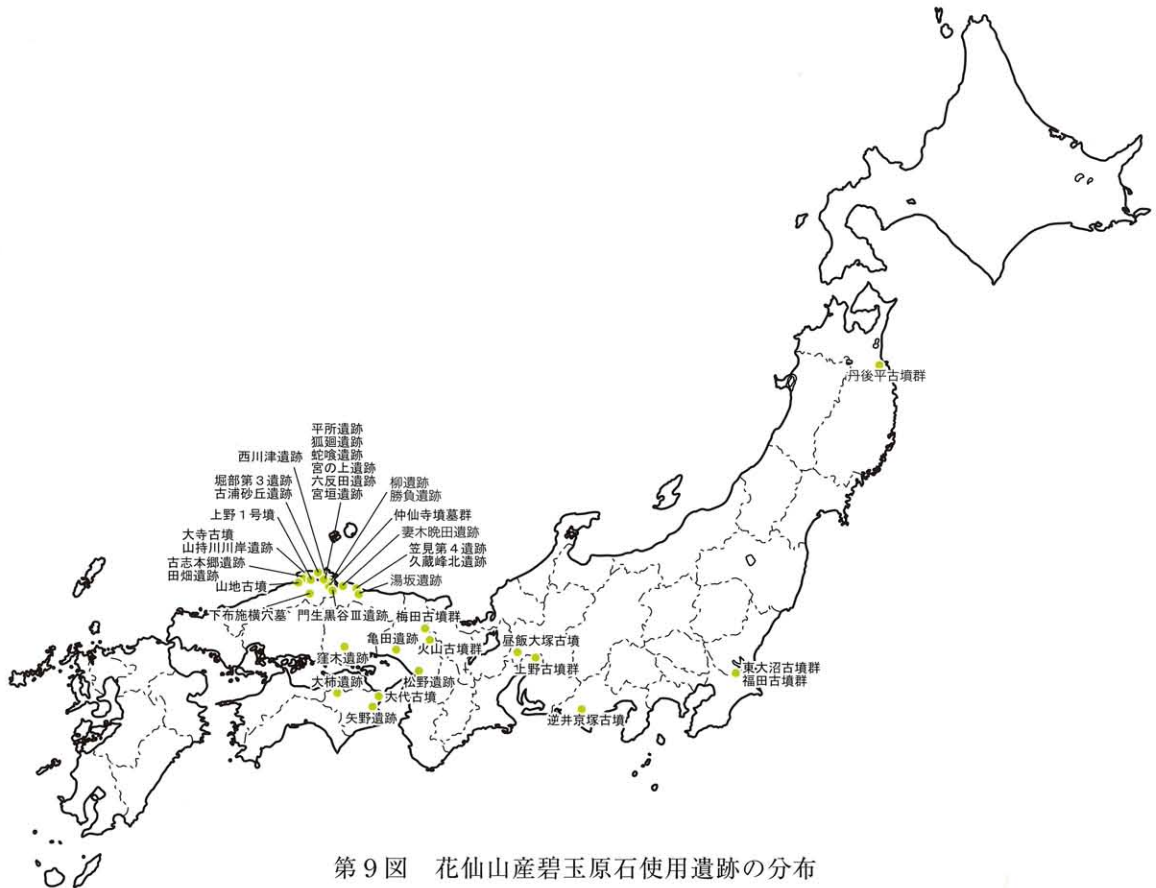 丹後平古墳群
平所遺跡
狐廻遺跡
蛇喰遺跡
宮の上遺跡
六反田遺跡
宮垣遺跡
西川津遺跡
堀部第３遺跡
古浦砂丘遺跡
上野１号墳
大寺古墳
山持川川岸遺跡
古志本郷遺跡
田畑遺跡
山地古墳
柳遺跡
勝負遺跡
仲仙寺墳墓群
妻木晩田遺跡
笠見第４遺跡
久蔵峰北遺跡
湯坂遺跡
下布施横穴墓
門生黒谷Ⅲ遺跡
梅田古墳群
亀田遺跡
火山古墳群
窪木遺跡
大柿遺跡
松野遺跡
大代古墳
矢野遺跡
昼飯大塚古墳
上野古墳群
逆井京塚古墳
東大沼古墳群
福田古墳群
第９図　花仙山産碧玉原石使用遺跡の分布